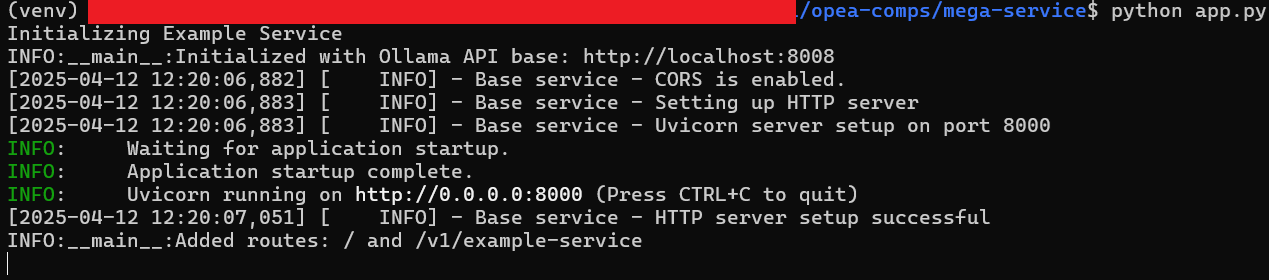 (venv) /opea-comps/mega-service$ python app.py
Initializing Example Service
INFO:__main__:Initialized with Ollama API base: http://localhost:8008
[2025-04-12 12:20:06,882] [    INFO] - Base service - CORS is enabled.
[2025-04-12 12:20:06,883] [    INFO] - Base service - Setting up HTTP server
[2025-04-12 12:20:06,883] [    INFO] - Base service - Uvicorn server setup on port 8000
INFO:     Waiting for application startup.
INFO:     Application startup complete.
INFO:     Uvicorn running on http://0.0.0.0:8000 (Press CTRL+C to quit)
[2025-04-12 12:20:07,051] [    INFO] - Base service - HTTP server setup successful
INFO:__main__:Added routes: / and /v1/example-service